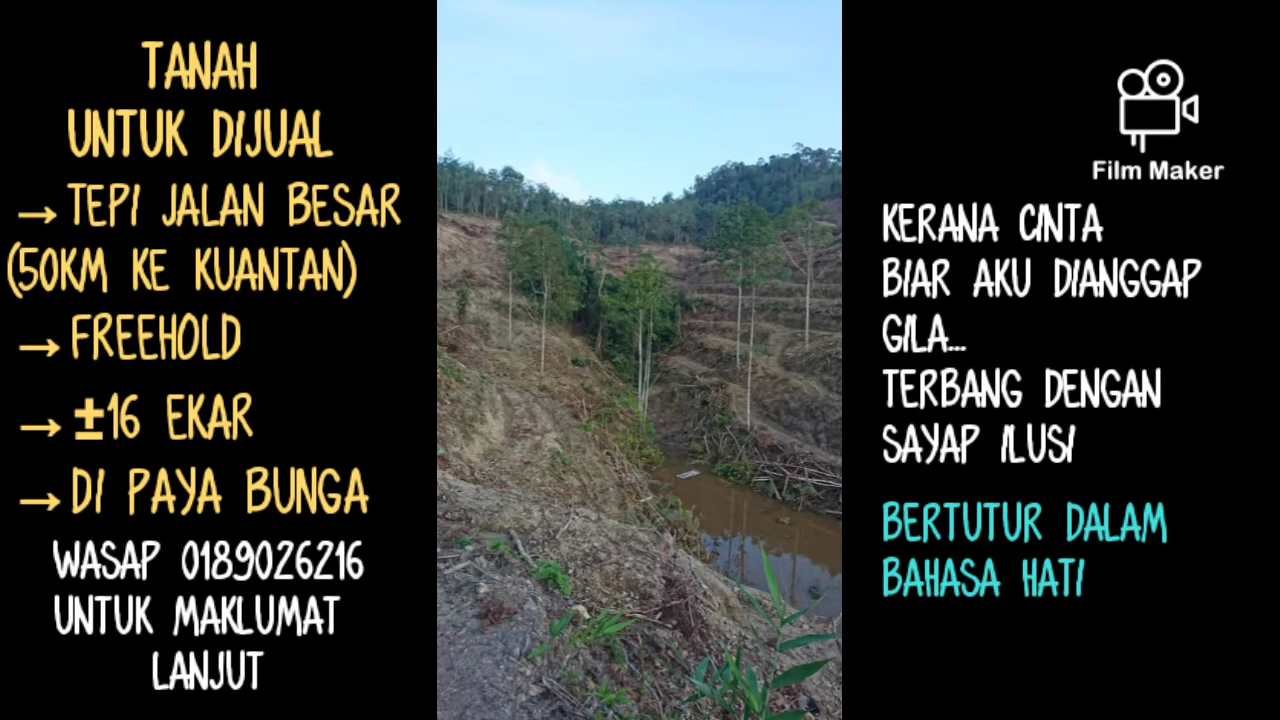 TANAH
UNTUK DIJUAL
→TEPI JALAN BESAR
(50KM KE KUANTAN)
→FREEHOLD
→±16 EKAR
→DI PAYA BUNGA
WASAP 0189026216
UNTUK MAKLUMAT
LANJUT
Film Maker
KERANA CINTA
BIAR AKU DIANGGAP
GILA...
TERBANG DENGAN
SAYAP ILUSI
BERTUTUR DALAM
BAHASA HATI